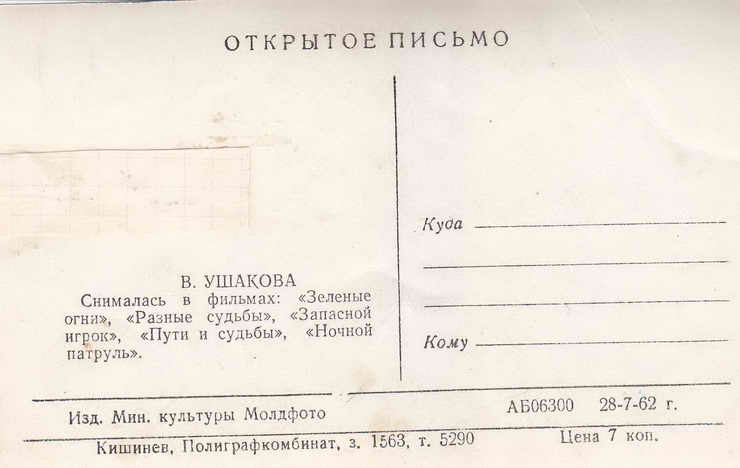 ОТКРЫТОЕ ПИСЬМО
Куда
В. УШАКОВА
Снималась в фильмах: «Зеленые
огни», «Разные судьбы», «Запасной
игрок», «Пути и судьбы», «Ночной
патруль».
Кому
Изд. Мин. культуры Молдфото
АБ06300 28-7-62 г.
Кишинев, Полиграфкомбинат, з. 1563, т. 5290
Цена 7 коп.